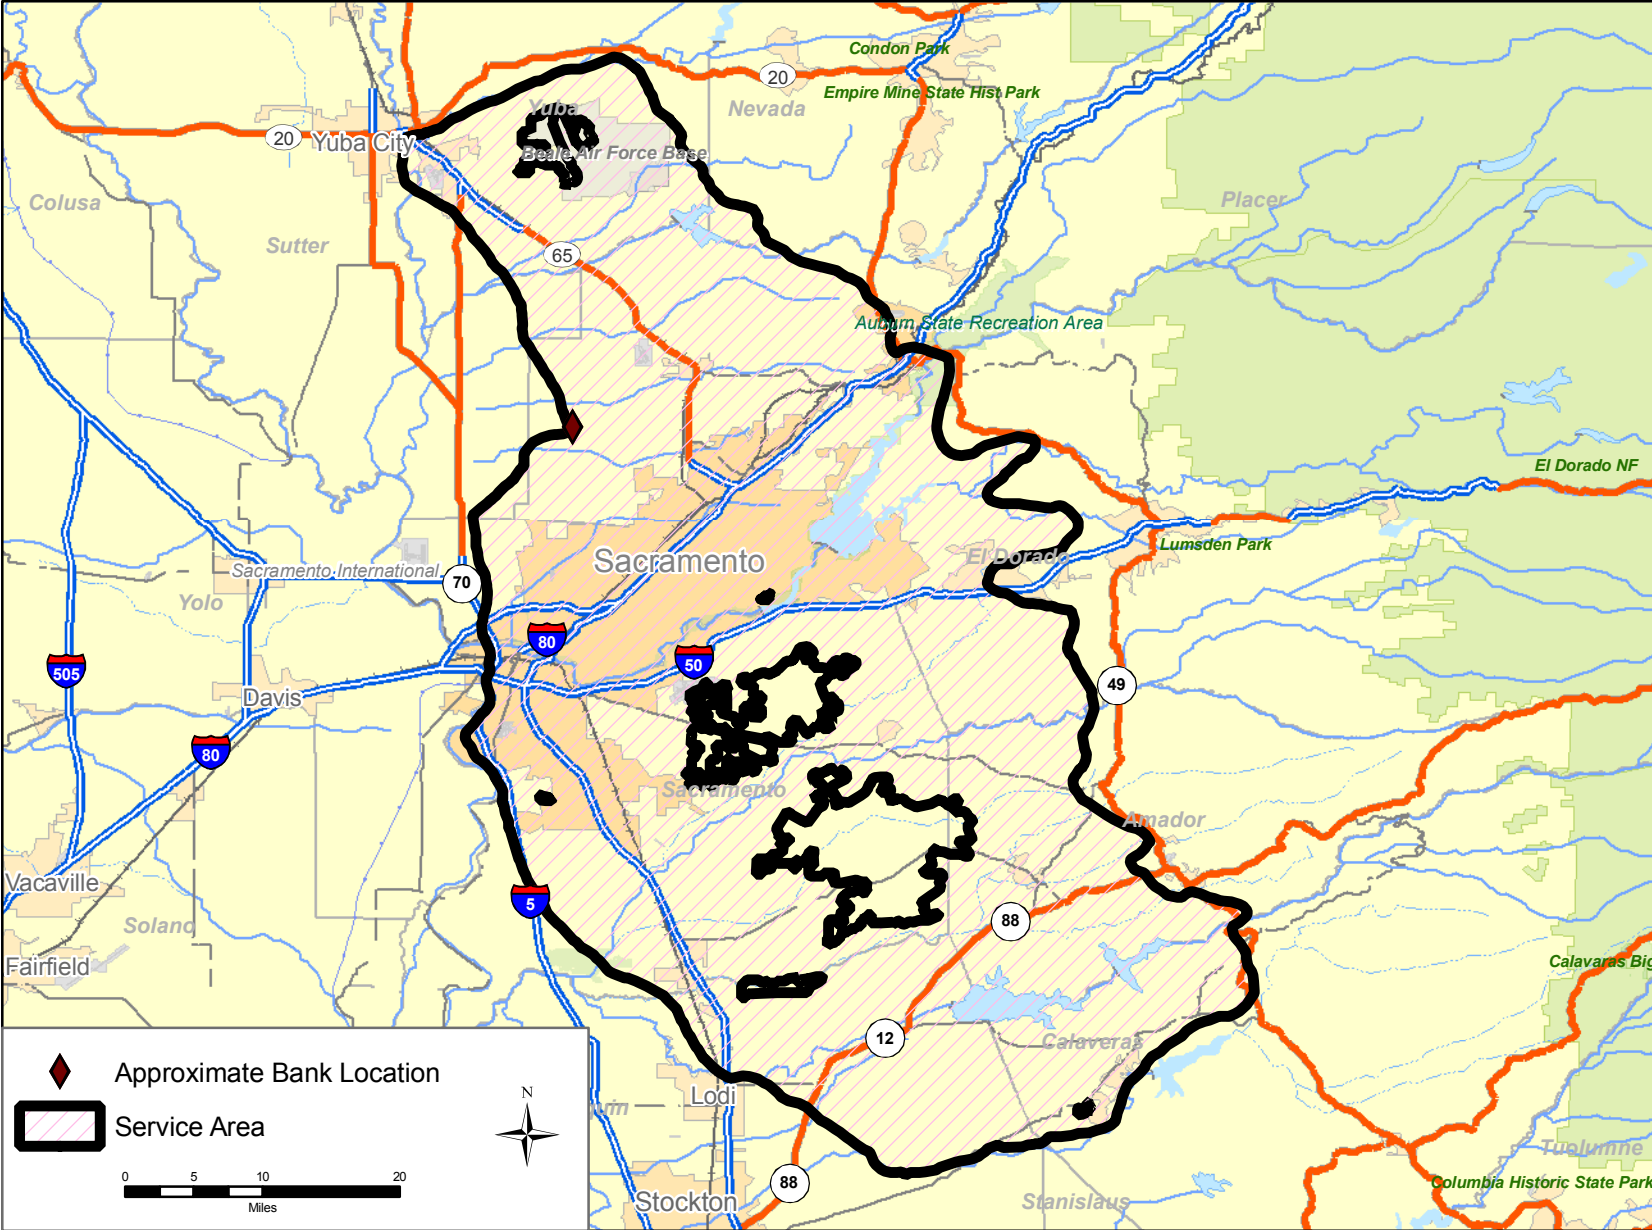 Condon Park
20
Empire Mine State Hist Park
Nevada
Yuba
20
Yuba City
Beale Air Force Base
Placer
Colusa
Sutter
65
Auburn State Recreation Area
El Dorado NF
Lumsden Park
El Dorado
Sacramento
Sacramento International
70
Yolo
80
50
505
Davis
49
80
Sacramento
Amador
Vacaville
5
88
Solano
Fairfield
Calavaras Big
12
Calaveras
Approximate Bank Location
Lodi
Service Area
N
Tuolumne
0 5 10 20
Miles
88
Columbia Historic State Park
Stockton
Stanislaus